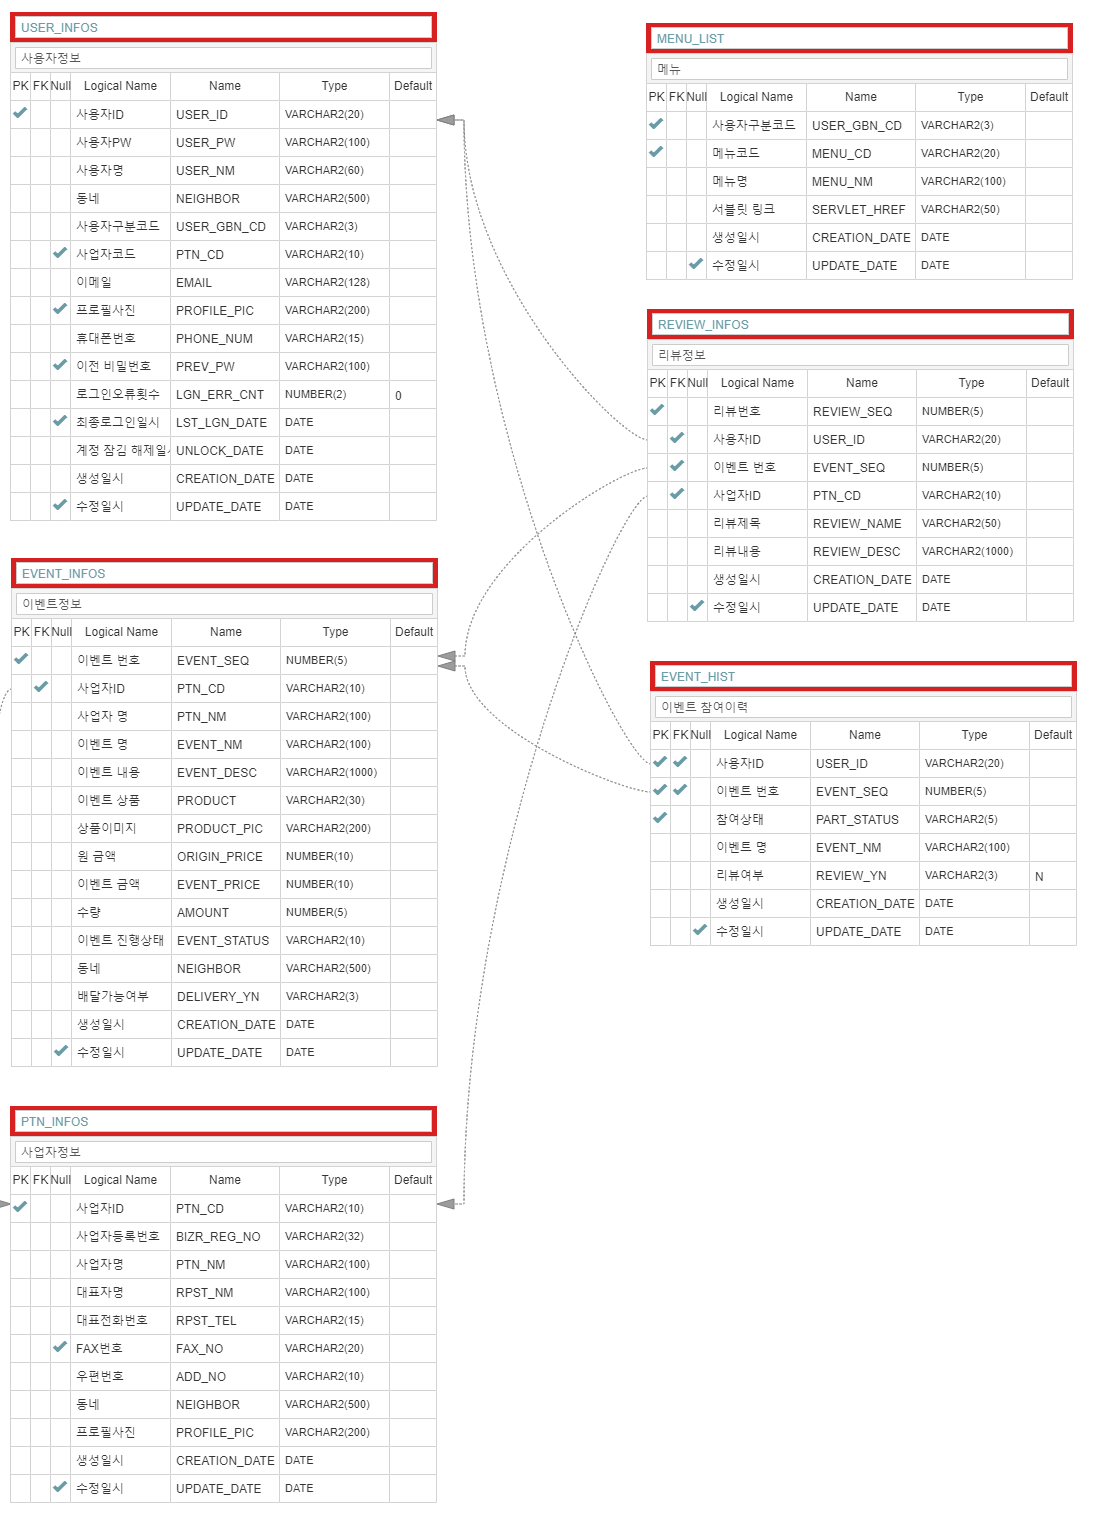 USER_INFOS
사용자정보
PK FK Null Logical Name Name Type Default
사용자ID USER_ID VARCHAR2(20)
사용자PW USER_PW VARCHAR2(100)
사용자명 USER_NM VARCHAR2(60)
동네 NEIGHBOR VARCHAR2(500)
사용자구분코드 USER_GBN_CD VARCHAR2(3)
사업자코드 PTN_CD VARCHAR2(10)
이메일 EMAIL VARCHAR2(128)
프로필사진 PROFILE_PIC VARCHAR2(200)
휴대폰번호 PHONE_NUM VARCHAR2(15)
이전 비밀번호 PREV_PW VARCHAR2(100)
로그인오류횟수 LGN_ERR_CNT NUMBER(2) 0
최종로그인일시 LST_LGN_DATE DATE
계정 잠김 해제일 UNLOCK_DATE DATE
생성일시 CREATION_DATE DATE
수정일시 UPDATE_DATE DATE
EVENT_INFOS
이벤트정보
PK FK Null Logical Name Name Type Default
이벤트 번호 EVENT_SEQ NUMBER(5)
사업자ID PTN_CD VARCHAR2(10)
사업자 명 PTN_NM VARCHAR2(100)
이벤트 명 EVENT_NM VARCHAR2(100)
이벤트 내용 EVENT_DESC VARCHAR2(1000)
이벤트 상품 PRODUCT VARCHAR2(30)
상품이미지 PRODUCT_PIC VARCHAR2(200)
원 금액 ORIGIN_PRICE NUMBER(10)
이벤트 금액 EVENT_PRICE NUMBER(10)
수량 AMOUNT NUMBER(5)
이벤트 진행상태 EVENT_STATUS VARCHAR2(10)
동네 NEIGHBOR VARCHAR2(500)
배달가능여부 DELIVERY_YN VARCHAR2(3)
생성일시 CREATION_DATE DATE
수정일시 UPDATE_DATE DATE
PTN_INFOS
사업자정보
PK FK Null Logical Name Name Type Default
사업자ID PTN_CD VARCHAR2(10)
사업자등록번호 BIZR_REG_NO VARCHAR2(32)
사업자명 PTN_NM VARCHAR2(100)
대표자명 RPST_NM VARCHAR2(100)
대표전화번호 RPST_TEL VARCHAR2(15)
FAX번호 FAX_NO VARCHAR2(20)
우편번호 ADD_NO VARCHAR2(10)
동네 NEIGHBOR VARCHAR2(500)
프로필사진 PROFILE_PIC VARCHAR2(200)
생성일시 CREATION_DATE DATE
수정일시 UPDATE_DATE DATE
MENU_LIST
메뉴
PK FK Null Logical Name Name Type Default
사용자구분코드 USER_GBN_CD VARCHAR2(3)
메뉴코드 MENU_CD VARCHAR2(20)
메뉴명 MENU_NM VARCHAR2(100)
서블릿 링크 SERVLET_HREF VARCHAR2(50)
생성일시 CREATION_DATE DATE
수정일시 UPDATE_DATE DATE
REVIEW_INFOS
리뷰정보
PK FK Null Logical Name Name Type Default
리뷰번호 REVIEW_SEQ NUMBER(5)
사용자ID USER_ID VARCHAR2(20)
이벤트 번호 EVENT_SEQ NUMBER(5)
사업자ID PTN_CD VARCHAR2(10)
리뷰제목 REVIEW_NAME VARCHAR2(50)
리뷰내용 REVIEW_DESC VARCHAR2(1000)
생성일시 CREATION_DATE DATE
수정일시 UPDATE_DATE DATE
EVENT_HIST
이벤트 참여이력
PK FK Null Logical Name Name Type Default
사용자ID USER_ID VARCHAR2(20)
이벤트 번호 EVENT_SEQ NUMBER(5)
참여상태 PART_STATUS VARCHAR2(5)
이벤트 명 EVENT_NM VARCHAR2(100)
리뷰여부 REVIEW_YN VARCHAR2(3) N
생성일시 CREATION_DATE DATE
수정일시 UPDATE_DATE DATE